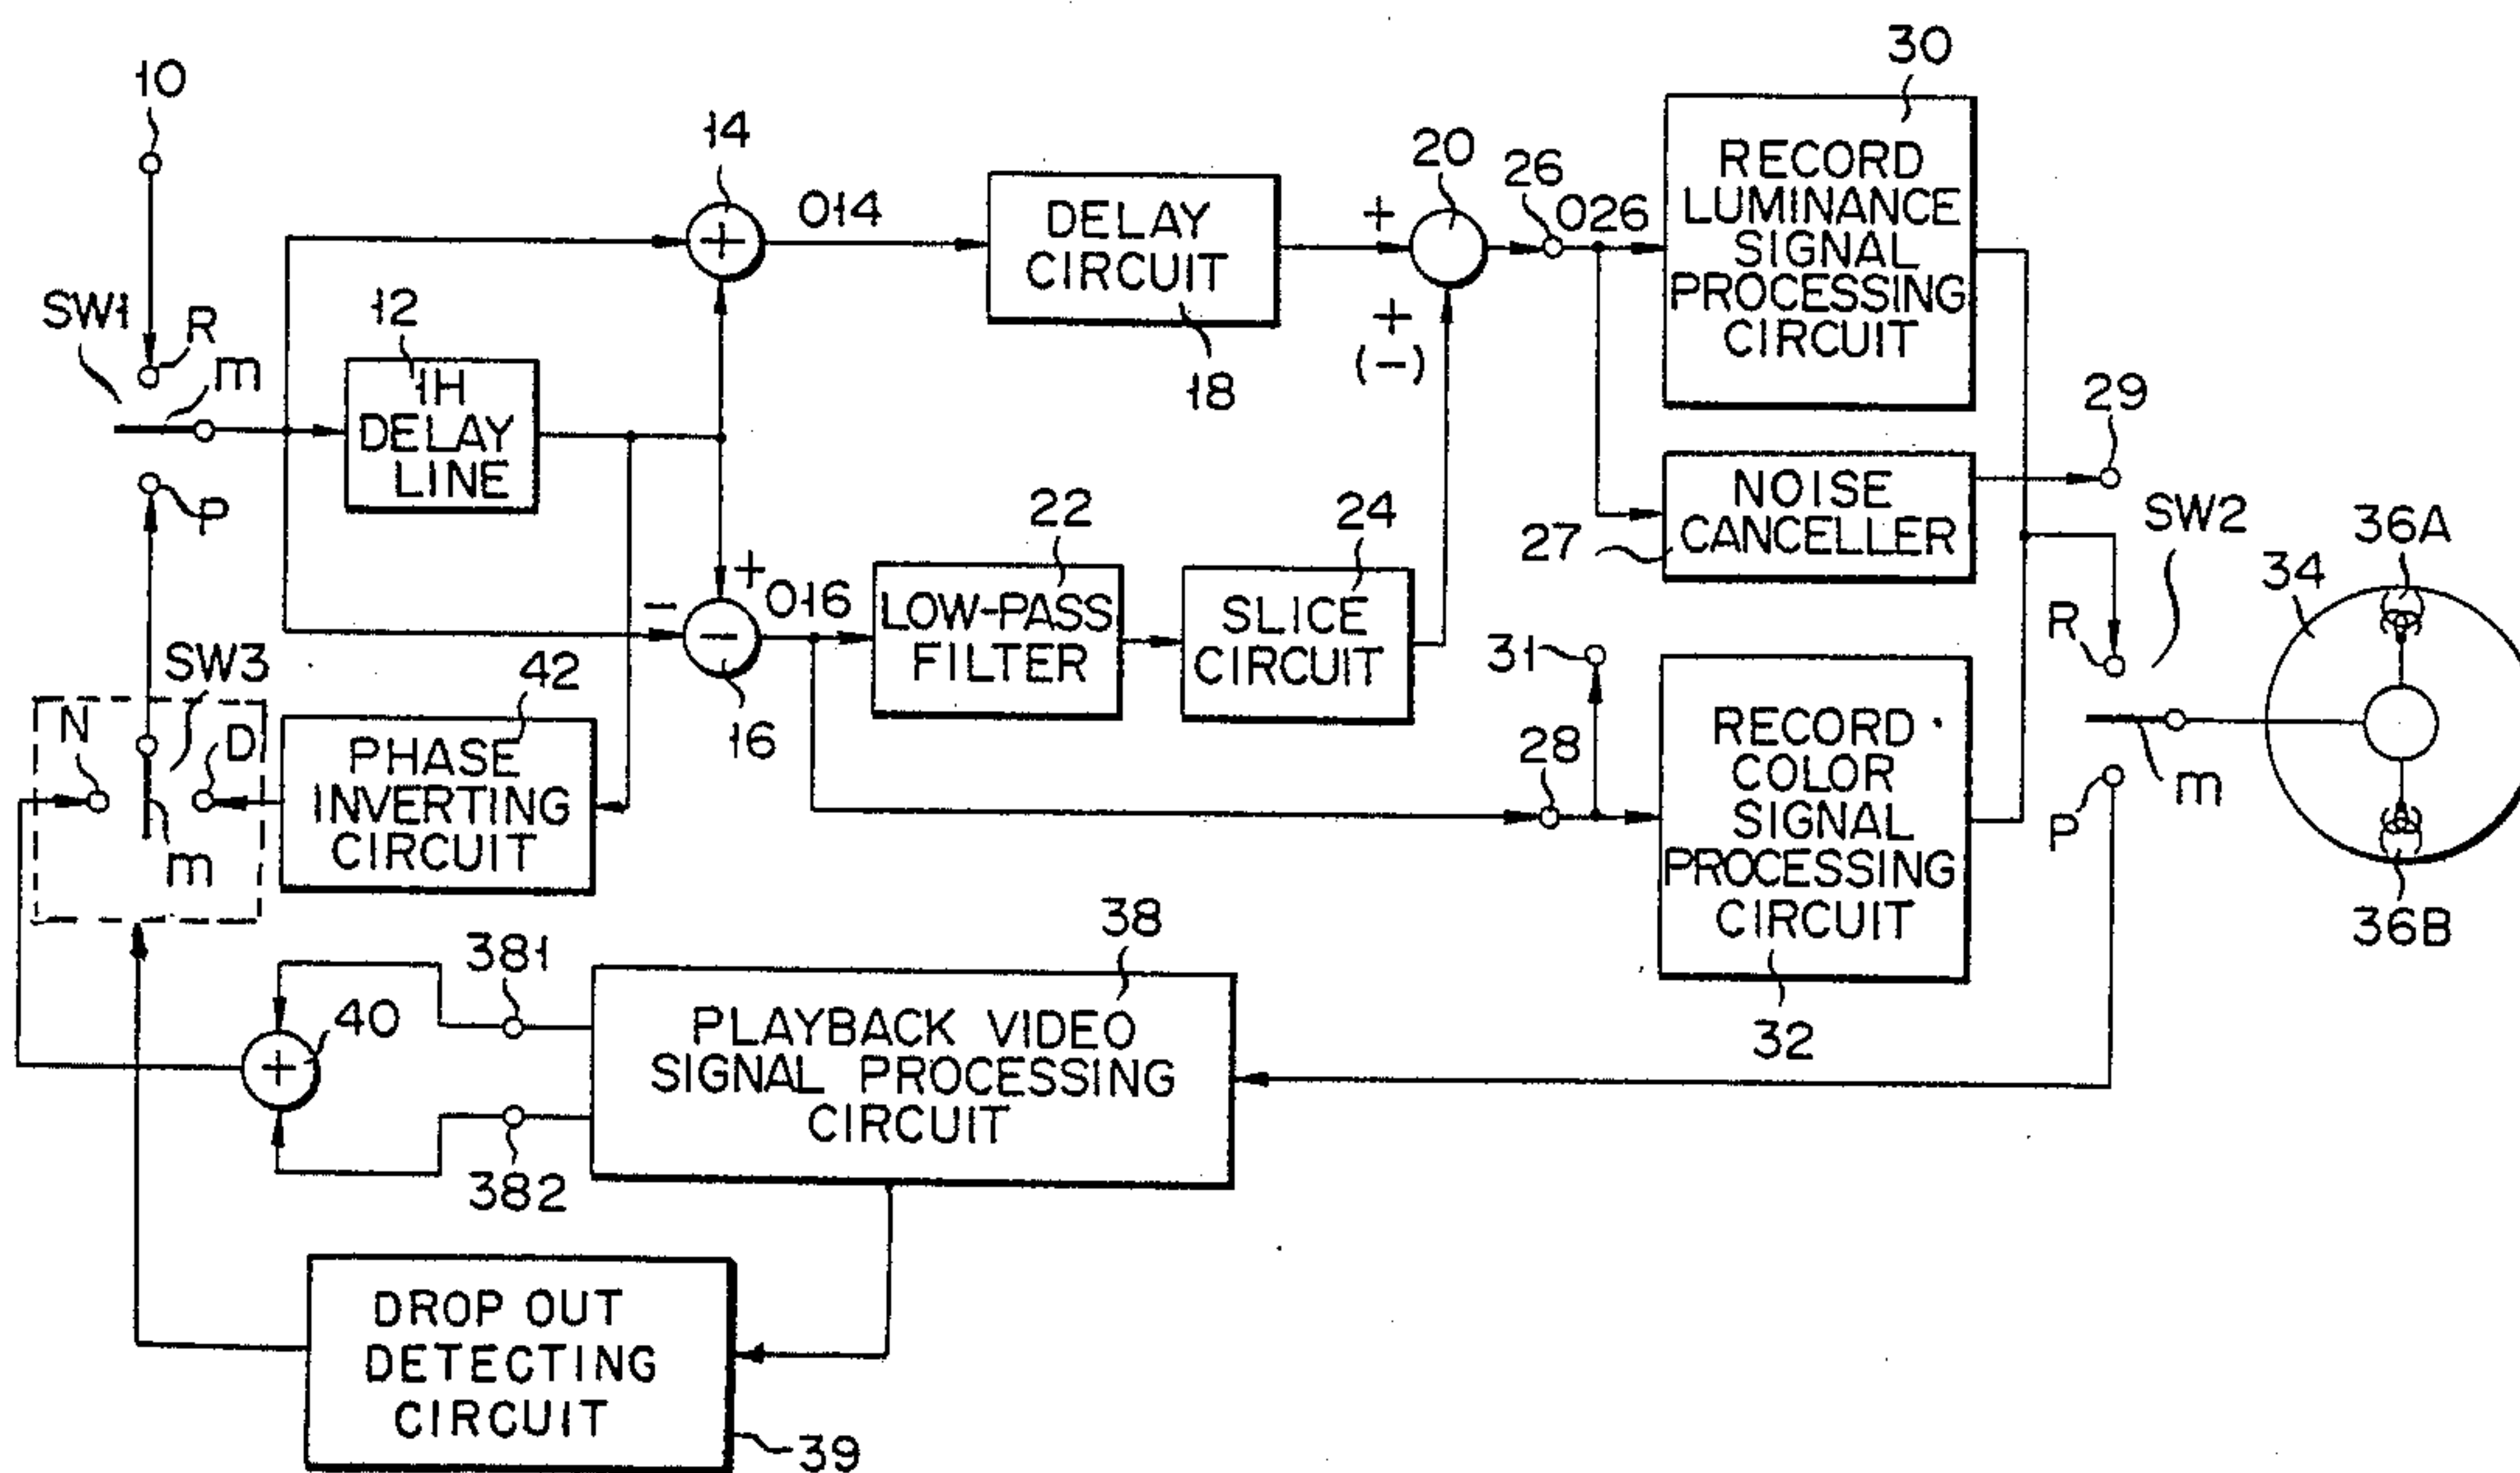 30
10
14
20
26
O26
RECORD
LUMINANCE
SIGNAL
PROCESSING
CIRCUIT
O14
DELAY
CIRCUIT
+
SW1
R
m
12
1H
DELAY
LINE
+
+
(-)
18
29
P
22
24
NOISE
CANCELLER
27
SW2
36A
34
+
-
O16
-
LOW-PASS
FILTER
SLICE
CIRCUIT
31
R
SW3
42
16
28
N
D
m
PHASE
INVERTING
CIRCUIT
RECORD
COLOR
SIGNAL
PROCESSING
CIRCUIT
m
P
36B
38
381
40
+
PLAYBACK VIDEO
SIGNAL PROCESSING
CIRCUIT
32
382
DROP OUT
DETECTING
CIRCUIT
39